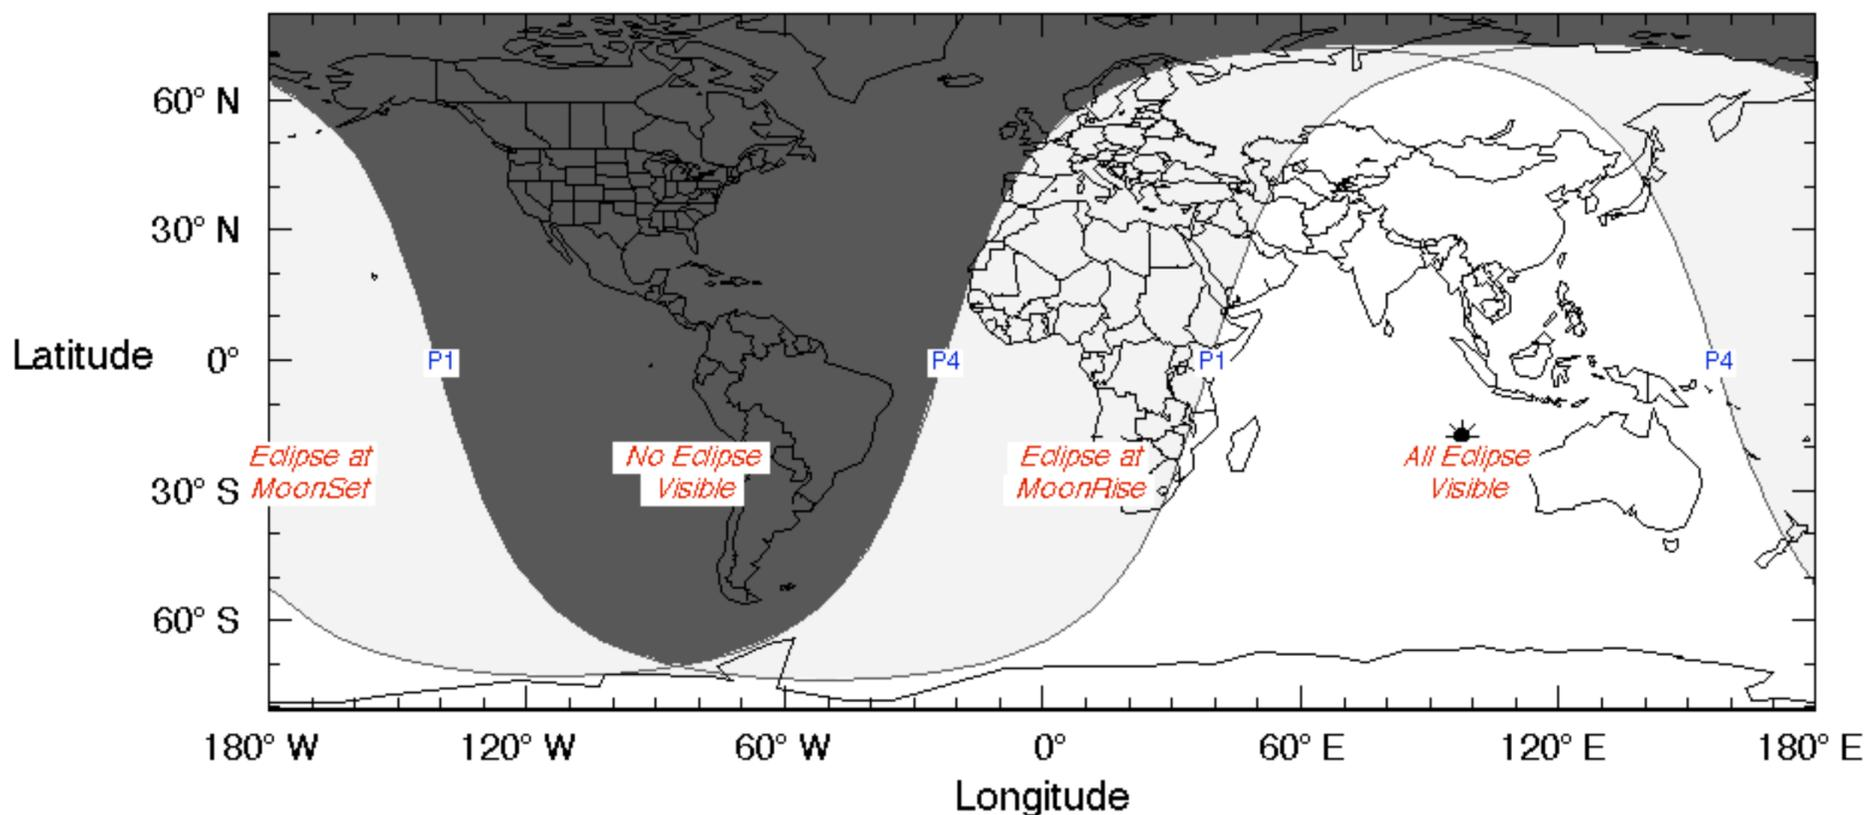 60° N
30° N
Latitude
0°
30° S
60° S
P1
P4
P1
P4
Eclipse at
MoonSet
No Eclipse
Visible
Eclipse at
MoonRise
All Eclipse
Visible
180° W
120° W
60° W
0°
60° E
120° E
180° E
Longitude